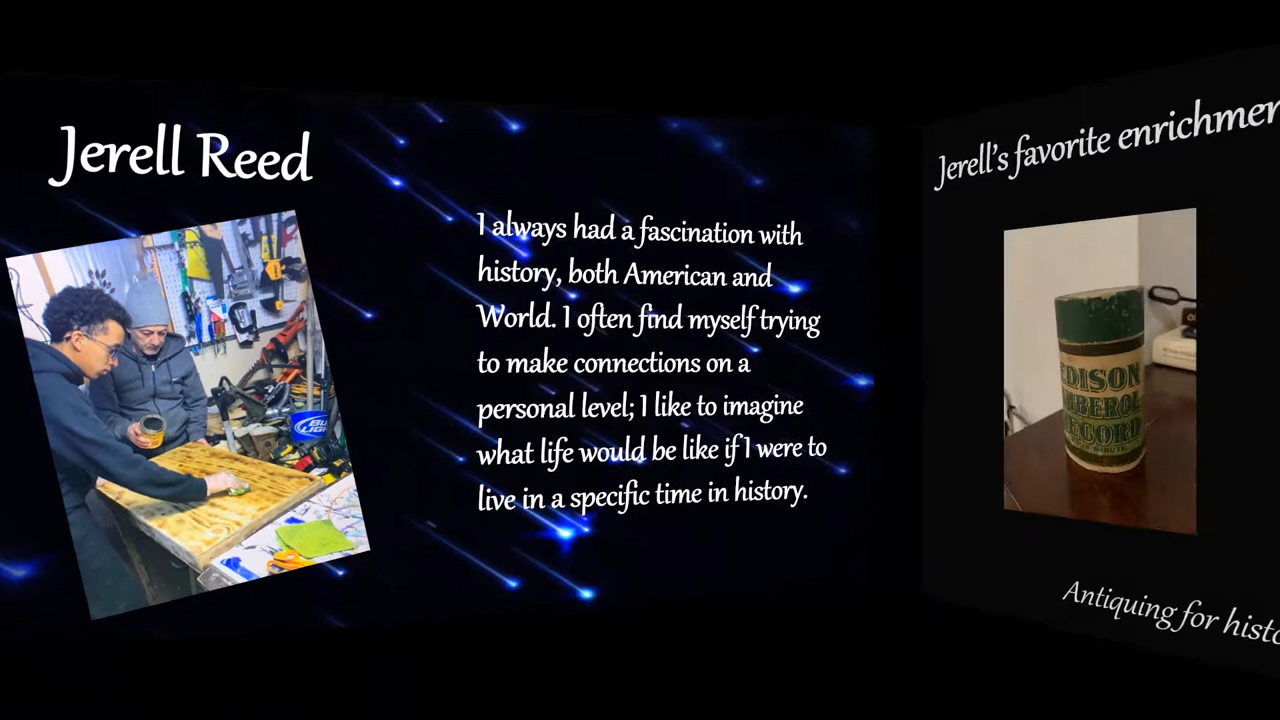 Jerell Reed
I always had a fascination with
history, both American and
World. I often find myself trying
to make connections on a
personal level; I like to imagine
what life would be like if I were to
live in a specific time in history.
Jerell's favorite
EDISON
RECORD
Antiquing for